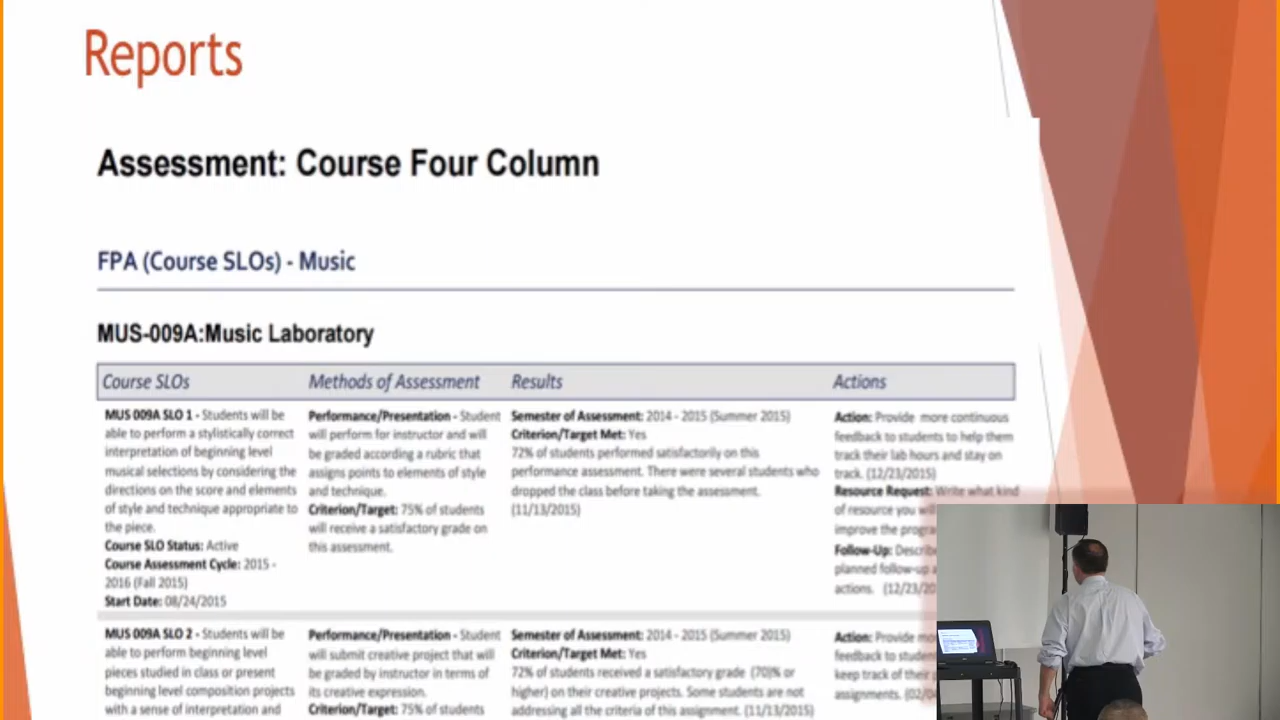 Reports
Assessment: Course Four Column
FPA (Course SLOs) - Music
MUS-009A:Music Laboratory
Course SLOs
Methods of Assessment
Results
Actions
MUS 009A SLO 1 - Students will be
able to perform a stylistically correct
interpretation of beginning level
musical selections by considering the
directions on the score and elements
of style and technique appropriate to
the piece.
Course SLO Status: Active
Course Assessment Cycle: 2015 -
2016 (Fall 2015)
Start Date: 08/24/2015
Performance/Presentation - Student
will perform for instructor and will
be graded according a rubric that
assigns points to elements of style
and technique.
Criterion/Target: 75% of students
will receive a satisfactory grade on
this assessment.
Semester of Assessment: 2014 - 2015 (Summer 2015)
Criterion/Target Met: Yes
72% of students performed satisfactorily on this
performance assessment. There were several students who
dropped the class before taking the assessment.
(11/13/2015)
Action: Provide more continuous
feedback to students to help them
track their lab hours and stay on
track. (12/23/2015)
Resource Request: Write what kind
of resource you
improve the
Follow-Up:
planned follow-up
actions.
MUS 009A SLO 2 - Students will be
able to perform beginning level
pieces studied in class or present
beginning level composition projects
with a sense of interpretation and
Performance/Presentation - Student
will submit creative project that will
be graded by instructor in terms of
its creative expression.
Criterion/Target: 75% of students
Semester of Assessment: 2014 - 2015 (Summer 2015)
Criterion/Target Met: Yes
72% of students received a satisfactory grade (70)% or
higher) on their creative projects. Some students are not
addressing all the criteria of this assignment. (11/13/2015)
Action: Provide
feedback to
keep track of their
assignments.